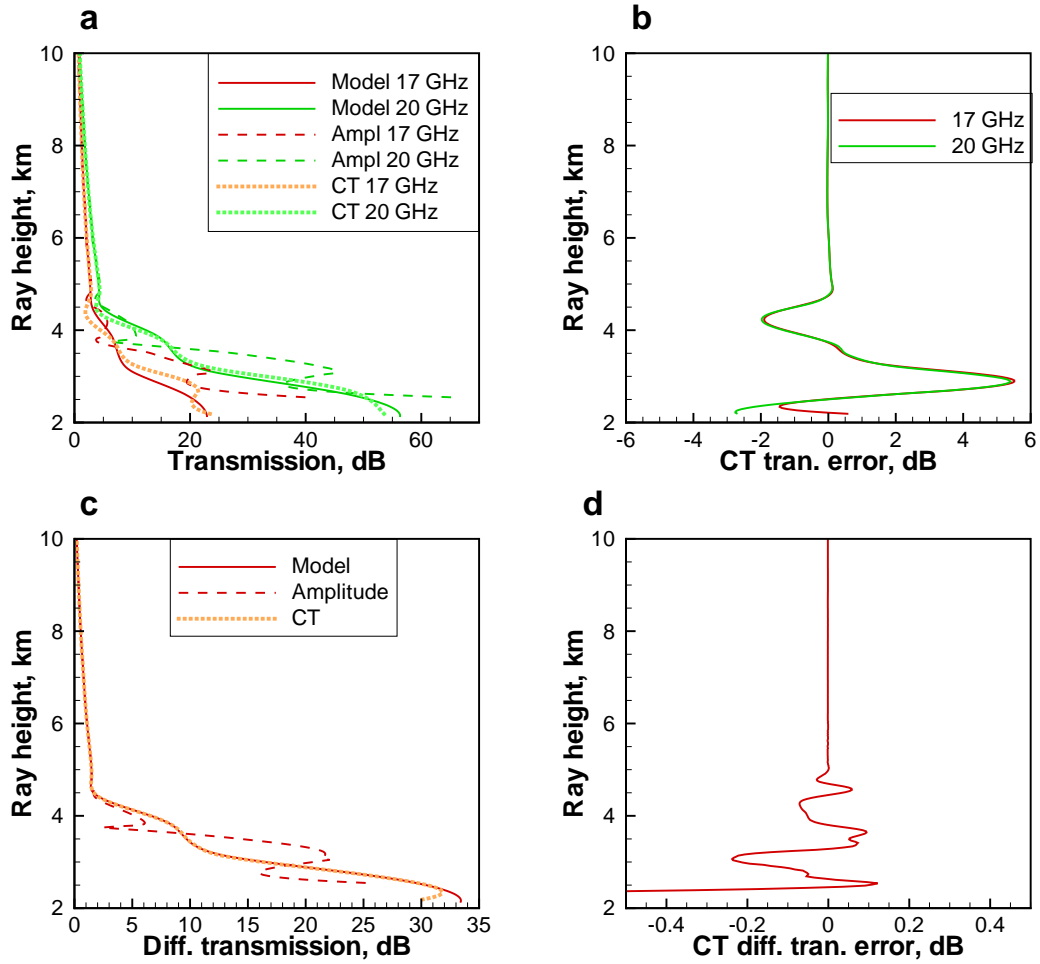 a
10
8
6
4
2
Ray height, km
0
20
40
60
Transmission, dB
Model 17 GHz
Model 20 GHz
Ampl 17 GHz
Ampl 20 GHz
CT 17 GHz
CT 20 GHz
b
10
8
6
4
2
Ray height, km
-6
-4
-2
0
2
4
6
CT tran. error, dB
17 GHz
20 GHz
c
10
8
6
4
2
Ray height, km
0
5
10
15
20
25
30
35
Diff. transmission, dB
Model
Amplitude
CT
d
10
8
6
4
2
Ray height, km
-0.4
-0.2
0
0.2
0.4
CT diff. tran. error, dB